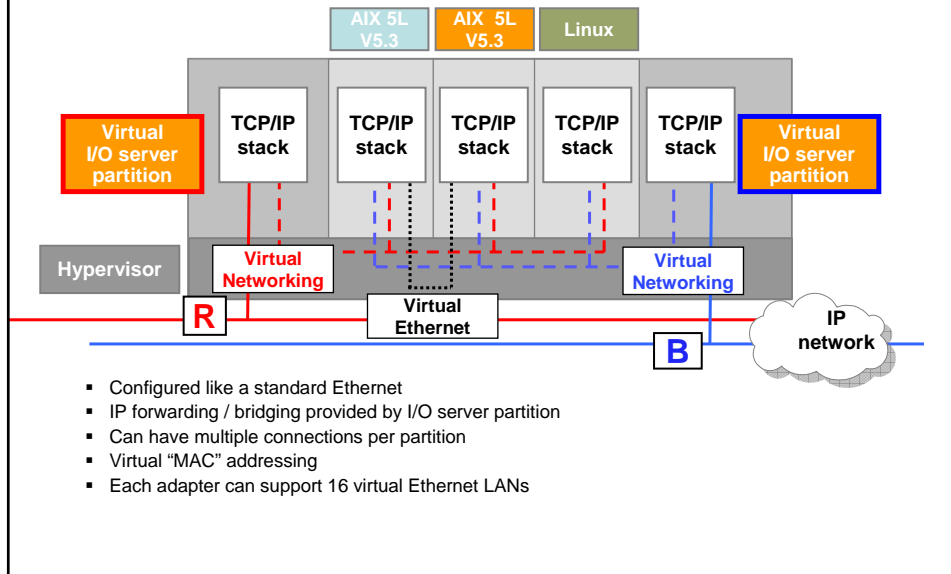 AIX 5L
V5.3
AIX 5L
V5.3
Linux
Virtual
I/O server
partition
TCP/IP
stack
TCP/IP
stack
TCP/IP
stack
TCP/IP
stack
TCP/IP
stack
Virtual
I/O server
partition
Hypervisor
Virtual
Networking
Virtual
Networking
Virtual
Ethernet
R
B
IP
network
▪ Configured like a standard Ethernet
▪ IP forwarding / bridging provided by I/O server partition
▪ Can have multiple connections per partition
▪ Virtual “MAC” addressing
▪ Each adapter can support 16 virtual Ethernet LANs